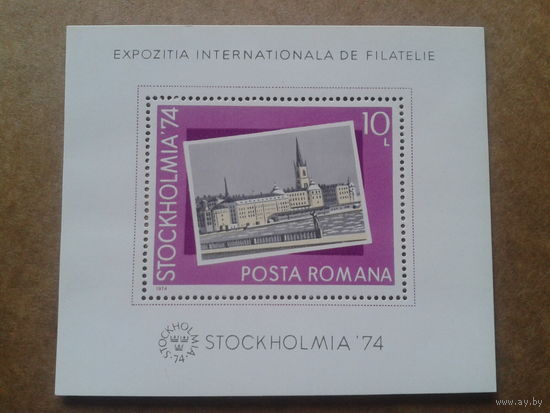 EXPOZITIA INTERNATIONALA DE FILATELIE
STOCKHOLMIA '74
10
L
POSTA ROMANA
1974
STOCKHOLMIA
·74·
STOCKHOLMIA '74
www.ay.by